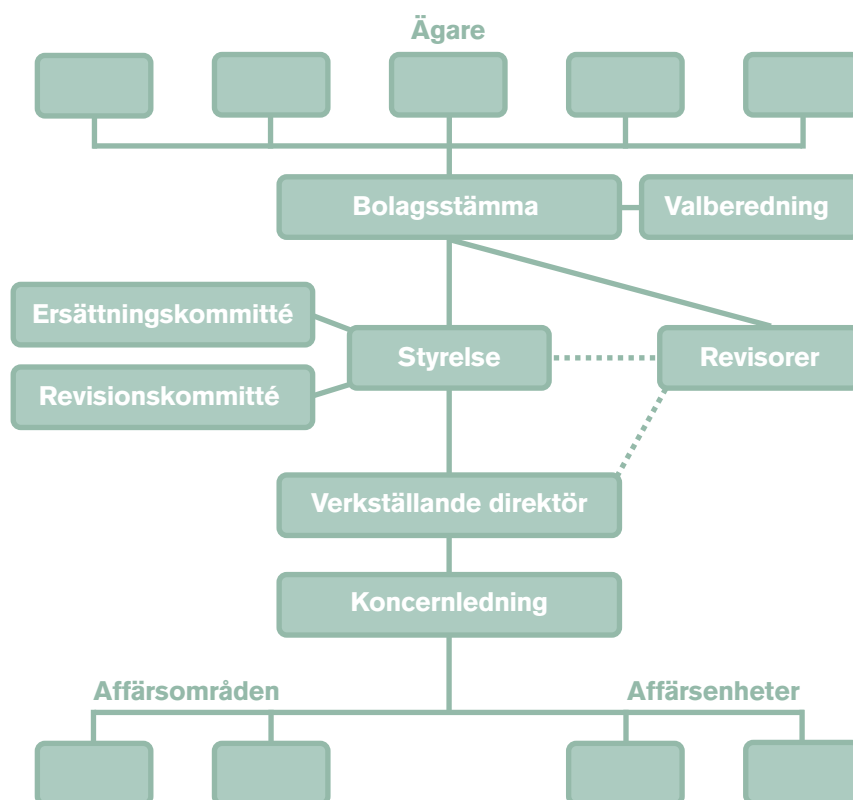 Ägare
Bolagsstämma
Valberedning
Ersättningskommitté
Styrelse
Revisorer
Revisionskommitté
Verkställande direktör
Koncernledning
Affärsområden
Affärsenheter